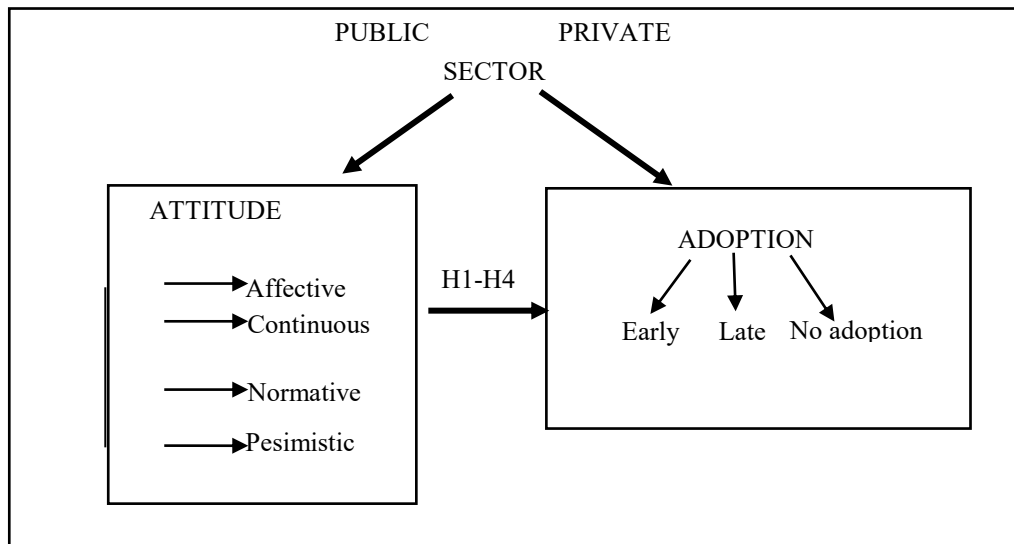 PUBLIC PRIVATE
SECTOR
ATTITUDE
Affective
Continuous
Normative
Pesimistic
H1-H4
ADOPTION
Early Late No adoption